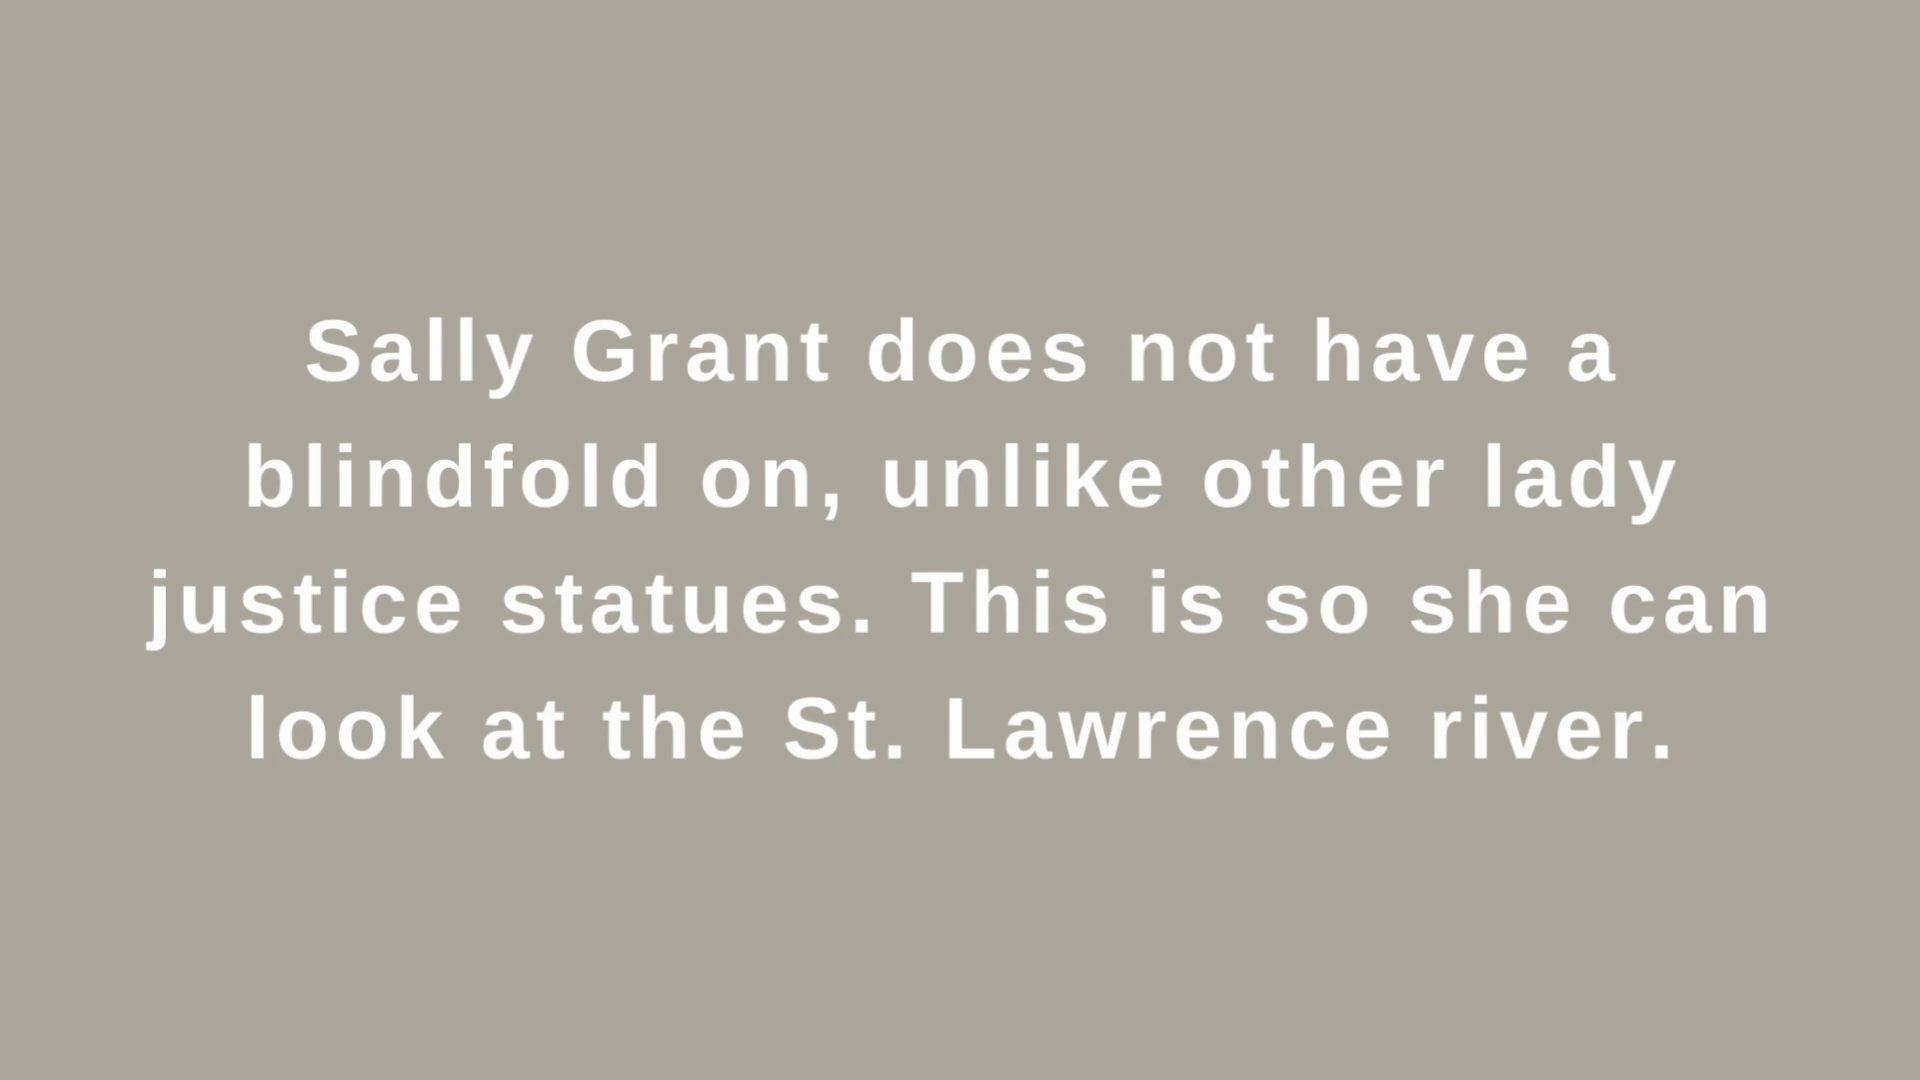 Sally Grant does not have a
blindfold on, unlike other lady
justice statues. This is so she can
look at the St. Lawrence river.